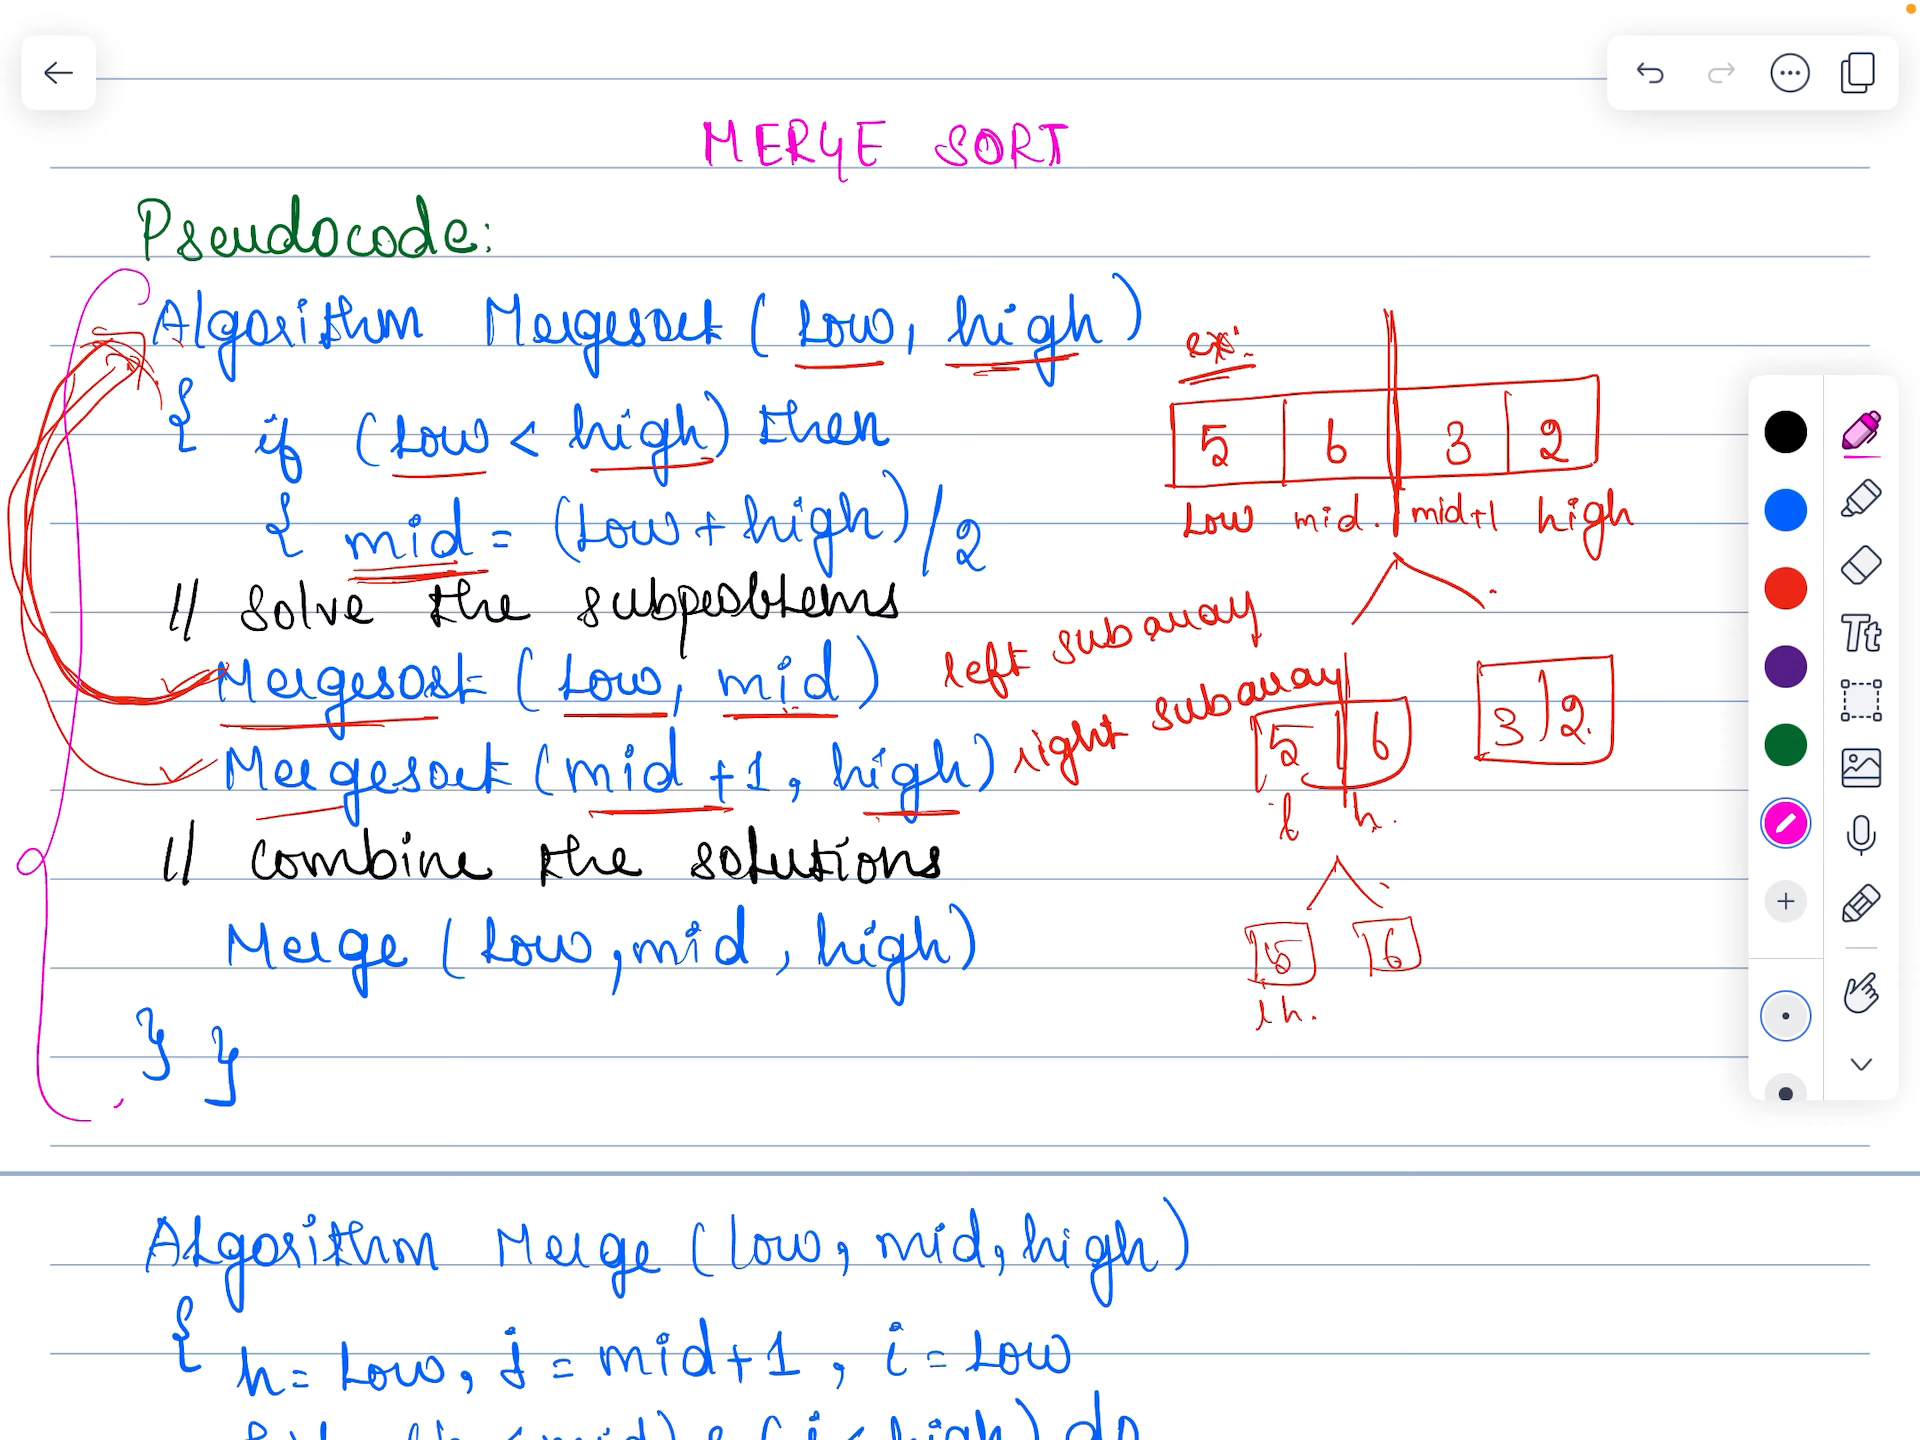 MERGE SORT
Pseudocode:
Algorithm Mergesort (Low, high)
{ if (Low < high) then
{ mid = (Low + high)/2
// Solve the subproblems
Mergesort (Low, mid) left subarray
Mergesort (mid +1, high) right subarray
// combine the solutions
Merge (Low, mid, high)
} }
ex:
5 6 3 2
Low mid. mid+1 high
5 6 3 2.
l h.
5 6
l h.
Algorithm Merge (low, mid, high)
{ h = Low, j = mid+1, i = Low
high) do
Tt